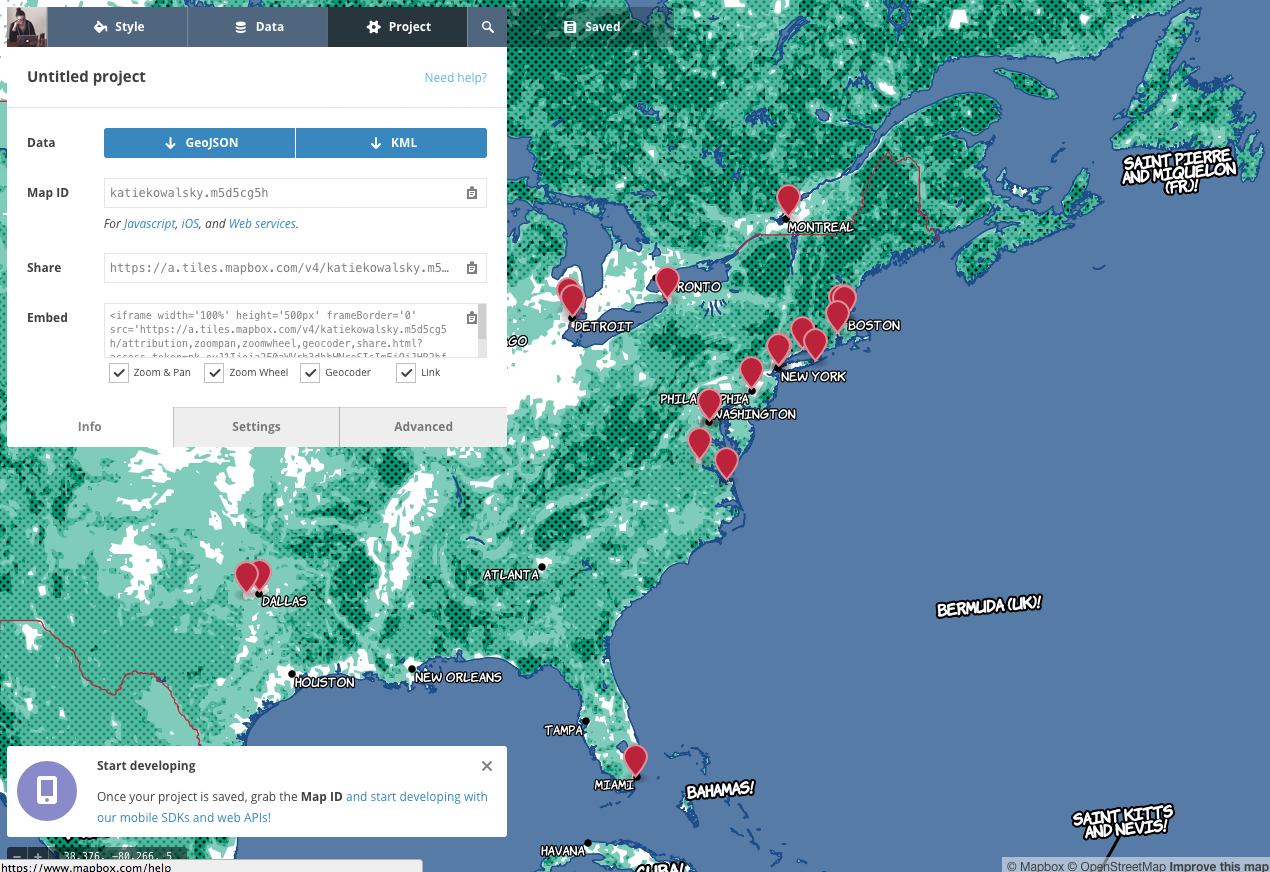 Style
Data
Project
Saved
Untitled project
Need help?
Data
GeoJSON
KML
Map ID
katiekowalsky.m5d5cg5h
For Javascript, iOS, and Web services.
Share
https://a.tiles.mapbox.com/v4/katiekowalsky.m5…
Embed
<iframe width='100%' height='500px' frameBorder='0'
src='https://a.tiles.mapbox.com/v4/katiekowalsky.m5d5cg5
h/attribution,zoompan,zoomwheel,geocoder,share.html?
Zoom & Pan
Zoom Wheel
Geocoder
Link
Info
Settings
Advanced
SAINT PIERRE
AND MIQUELON
(FR)!
MONTREAL
RONTO
DETROIT
GO
BOSTON
NEW YORK
PHILA
PHIA
WASHINGTON
ATLANTA
DALLAS
BERMUDA (UK)!
HOUSTON
NEW ORLEANS
TAMPA
MIAMI
BAHAMAS!
SAINT KITTS
AND NEVIS!
HAVANA
Start developing
Once your project is saved, grab the Map ID and start developing with
our mobile SDKs and web APIs!
38.376, -80.266, 5
https://www.mapbox.com/help
© Mapbox © OpenStreetMap Improve this map